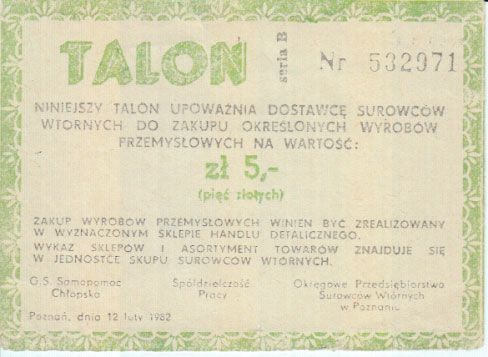 TALON seria B Nr 532971
NINIEJSZY TALON UPOWAŻNIA DOSTAWCĘ SUROWCÓW
WTÓRNYCH DO ZAKUPU OKREŚLONYCH WYROBÓW
PRZEMYSŁOWYCH NA WARTOŚĆ:
zł 5,-
(pięć złotych)
ZAKUP WYROBÓW PRZEMYSŁOWYCH WINIEN BYĆ ZREALIZOWANY
W WYZNACZONYM SKLEPIE HANDLU DETALICZNEGO.
WYKAZ SKLEPÓW I ASORTYMENT TOWARÓW ZNAJDUJE SIĘ
W JEDNOSTCE SKUPU SUROWCÓW WTÓRNYCH.
G.S. Samopomoc Spółdzielczość Okręgowe Przedsiębiorstwo
Chłopska Pracy Surowców Wtórnych
w Poznaniu
Poznań, dnia 12 luty 1982